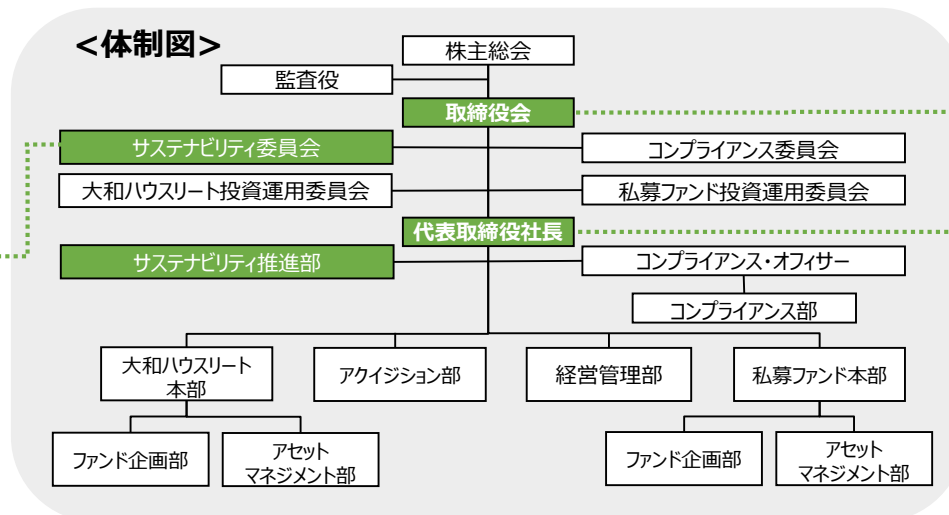 <体制図>
株主総会
監査役
取締役会
サステナビリティ委員会
コンプライアンス委員会
大和ハウスリート投資運用委員会
私募ファンド投資運用委員会
代表取締役社長
サステナビリティ推進部
コンプライアンス・オフィサー
コンプライアンス部
大和ハウスリート
本部
アクイジション部
経営管理部
私募ファンド本部
ファンド企画部
アセット
マネジメント部
ファンド企画部
アセット
マネジメント部